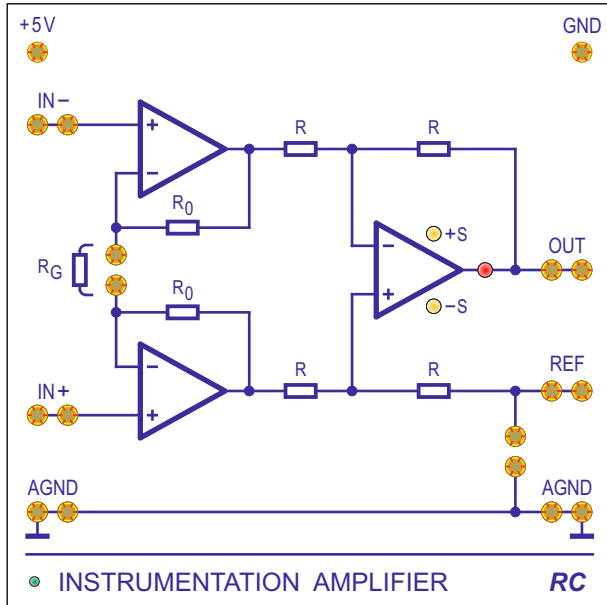 +5V GND
IN−
+
−
R R
R0
RG
+S
−
+
OUT
−S
R0
−
+
R R
REF
IN+
AGND AGND
INSTRUMENTATION AMPLIFIER RC